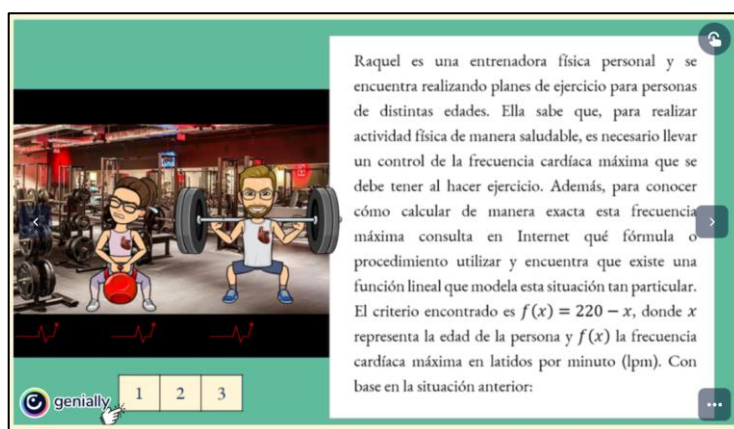 Raquel es una entrenadora física personal y se
encuentra realizando planes de ejercicio para personas
de distintas edades. Ella sabe que, para realizar
actividad física de manera saludable, es necesario llevar
un control de la frecuencia cardíaca máxima que se
debe tener al hacer ejercicio. Además, para conocer
cómo calcular de manera exacta esta frecuencia
máxima consulta en Internet qué fórmula o
procedimiento utilizar y encuentra que existe una
función lineal que modela esta situación tan particular.
El criterio encontrado es f(x) = 220 − x, donde x
representa la edad de la persona y f(x) la frecuencia
cardíaca máxima en latidos por minuto (lpm). Con
base en la situación anterior:
genially
1 2 3